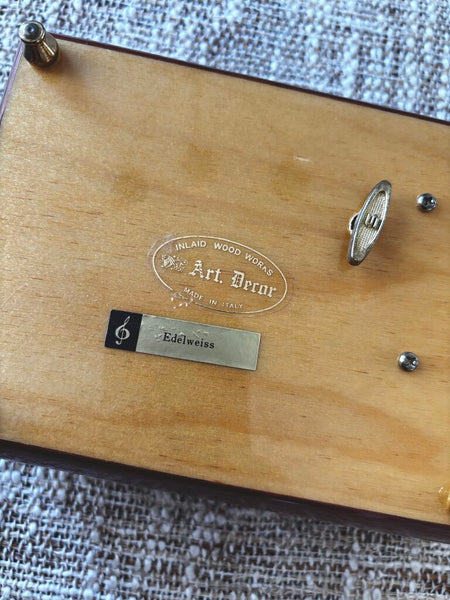 INLAID WOOD WORKS
Art. Decor
MADE IN ITALY
Edelweiss